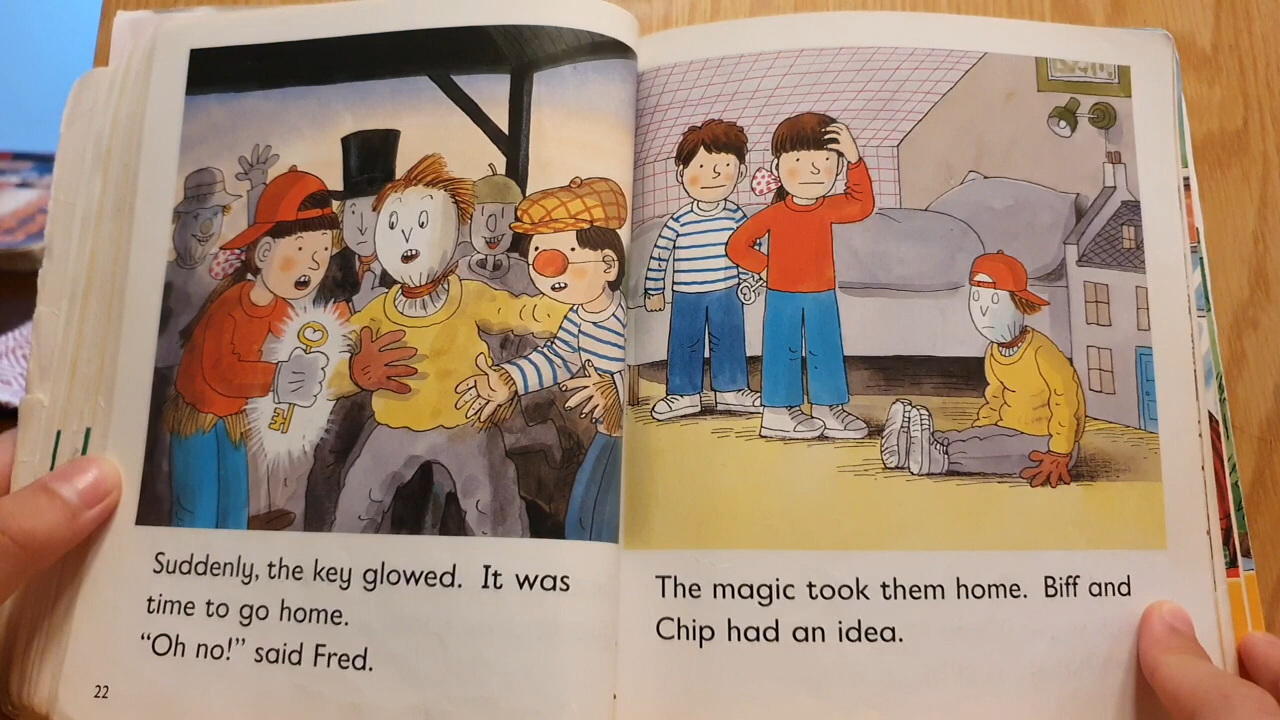 Suddenly, the key glowed. It was
time to go home.
“Oh no!” said Fred.
22
The magic took them home. Biff and
Chip had an idea.